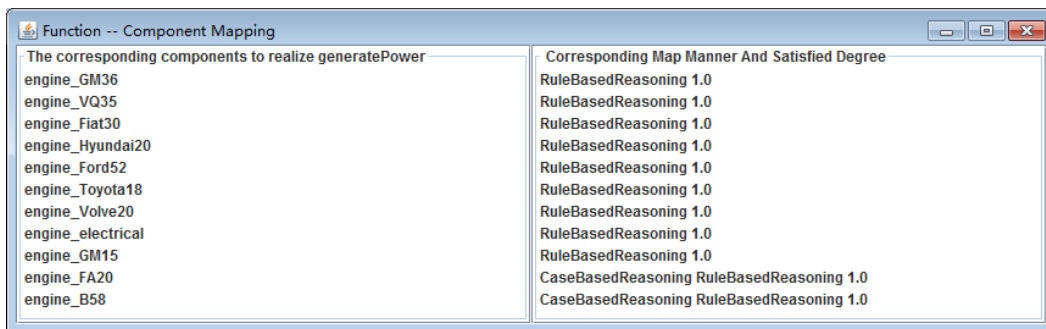 Function -- Component Mapping
The corresponding components to realize generatePower
engine_GM36
engine_VQ35
engine_Fiat30
engine_Hyundai20
engine_Ford52
engine_Toyota18
engine_Volve20
engine_electrical
engine_GM15
engine_FA20
engine_B58
Corresponding Map Manner And Satisfied Degree
RuleBasedReasoning 1.0
RuleBasedReasoning 1.0
RuleBasedReasoning 1.0
RuleBasedReasoning 1.0
RuleBasedReasoning 1.0
RuleBasedReasoning 1.0
RuleBasedReasoning 1.0
RuleBasedReasoning 1.0
RuleBasedReasoning 1.0
CaseBasedReasoning RuleBasedReasoning 1.0
CaseBasedReasoning RuleBasedReasoning 1.0